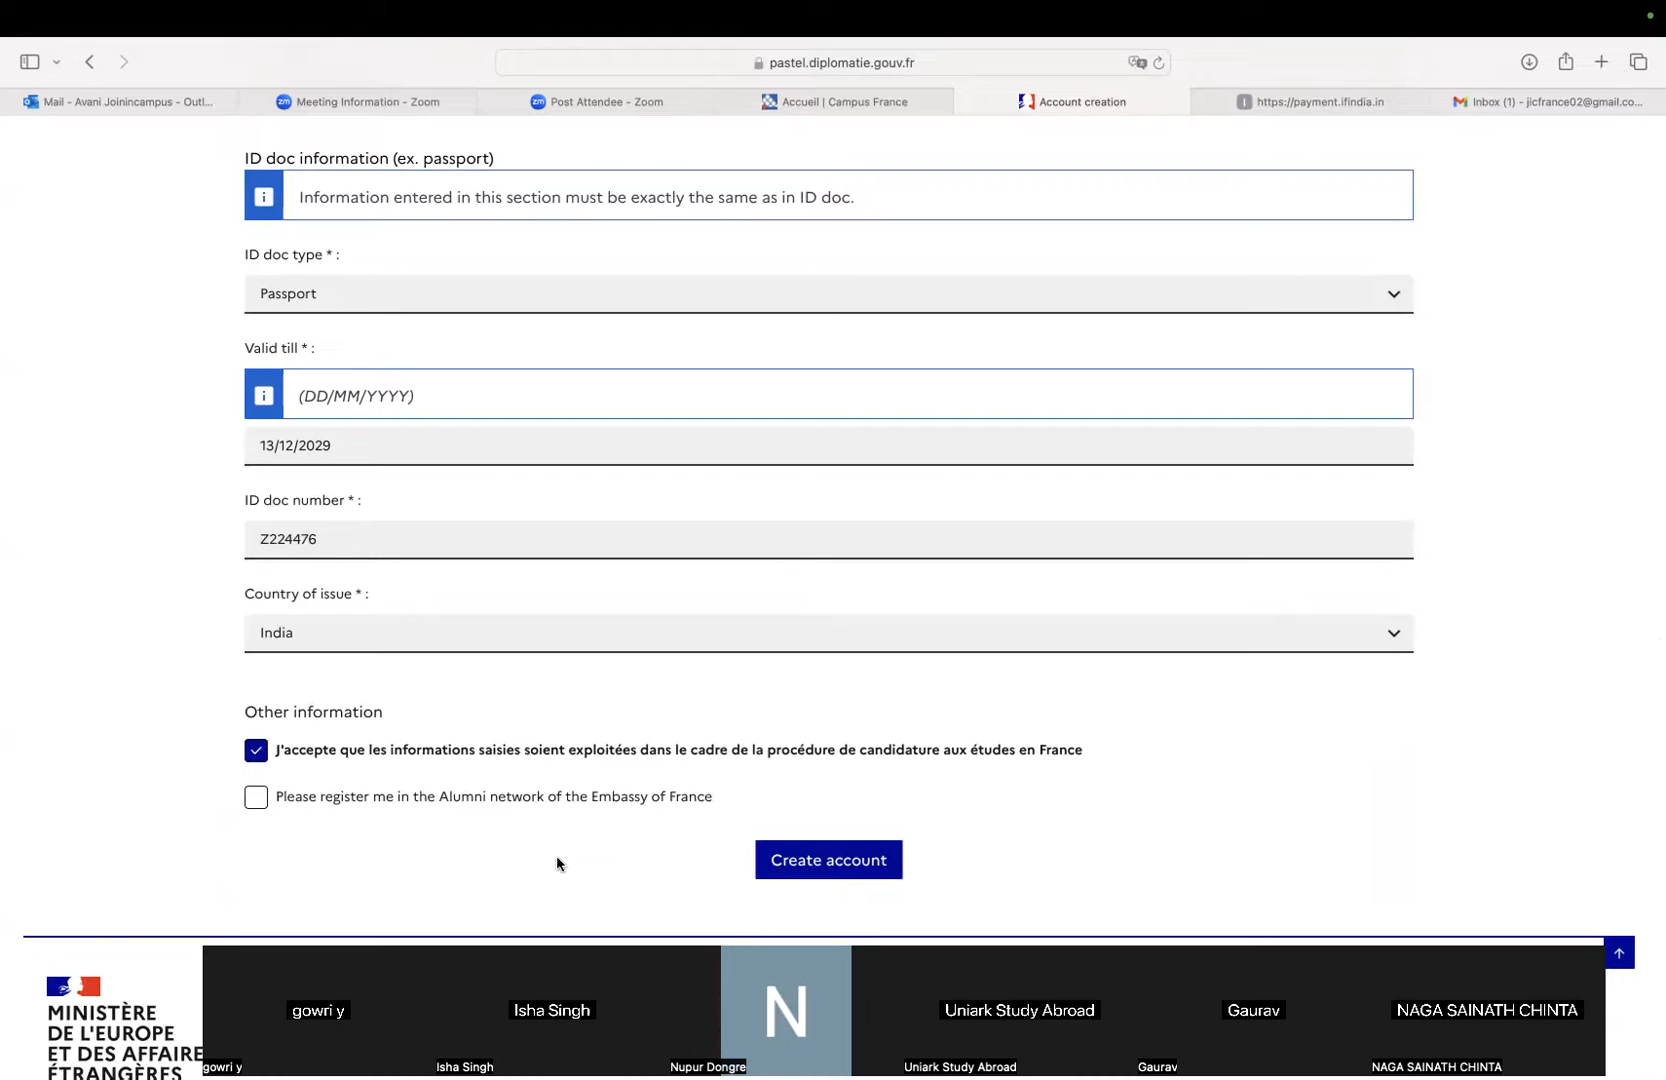 pastel.diplomatie.gouv.fr
Mail - Avani Joinincampus - Outl...
Meeting Information - Zoom
Post Attendee - Zoom
Accueil | Campus France
Account creation
https://payment.ifindia.in
Inbox (1) - jicfrance02@gmail.co...
ID doc information (ex. passport)
Information entered in this section must be exactly the same as in ID doc.
ID doc type * :
Passport
Valid till * :
(DD/MM/YYYY)
13/12/2029
ID doc number * :
Z224476
Country of issue * :
India
Other information
J'accepte que les informations saisies soient exploitées dans le cadre de la procédure de candidature aux études en France
Please register me in the Alumni network of the Embassy of France
Create account
MINISTÈRE
DE L'EUROPE
ET DES AFFAIRE
ÉTRANGÈRES
gowri y
Isha Singh
N
Uniark Study Abroad
Gaurav
NAGA SAINATH CHINTA
gowri y
Isha Singh
Nupur Dongre
Uniark Study Abroad
Gaurav
NAGA SAINATH CHINTA